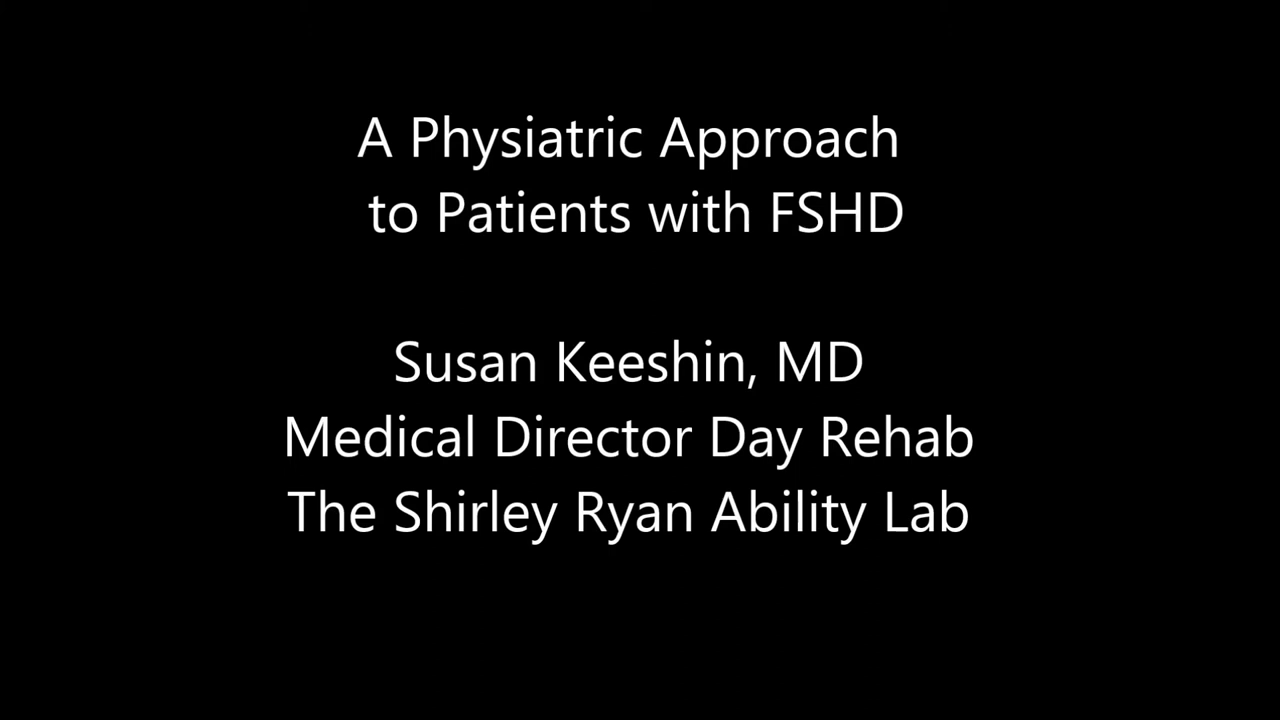 A Physiatric Approach
to Patients with FSHD
Susan Keeshin, MD
Medical Director Day Rehab
The Shirley Ryan Ability Lab